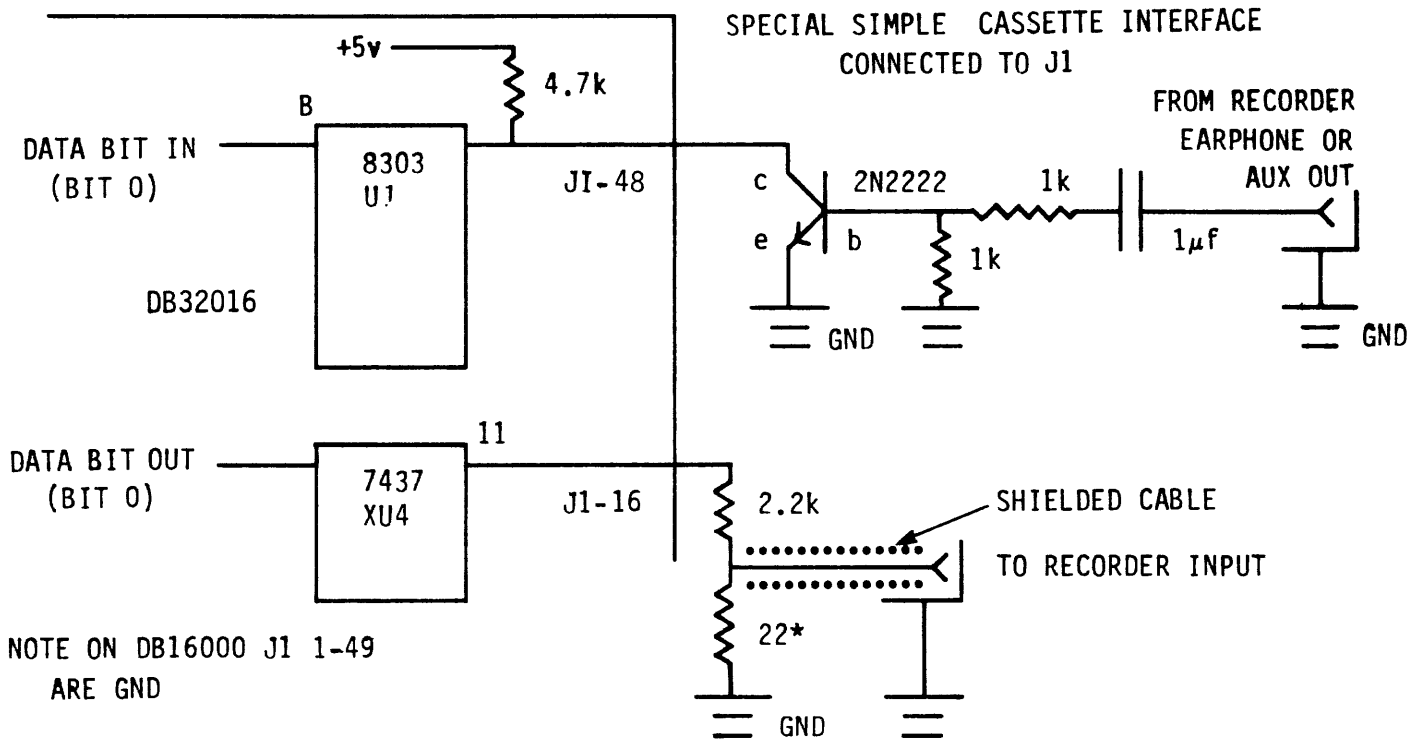 SPECIAL SIMPLE CASSETTE INTERFACE
CONNECTED TO J1
+5v
4.7k
B
DATA BIT IN
(BIT 0)
8303
U1
JI-48
DB32016
c
e
b
2N2222
1k
1k
1μf
FROM RECORDER
EARPHONE OR
AUX OUT
GND
GND
DATA BIT OUT
(BIT 0)
7437
XU4
11
J1-16
2.2k
SHIELDED CABLE
TO RECORDER INPUT
22*
GND
NOTE ON DB16000 J1 1-49
ARE GND